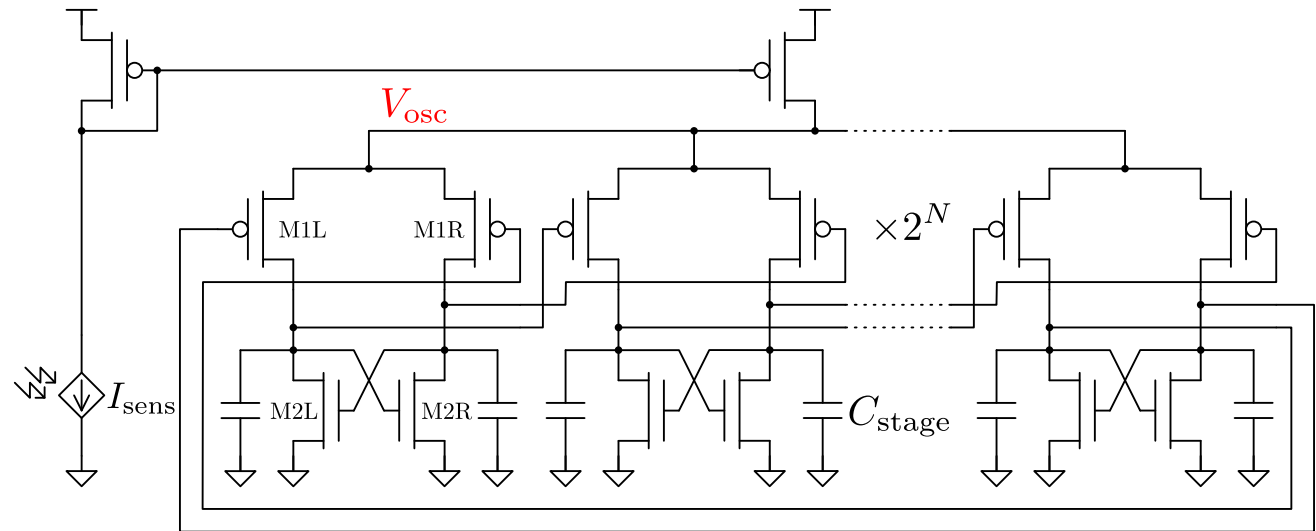 V_osc
M1L
M1R
×2^N
I_sens
M2L
M2R
C_stage